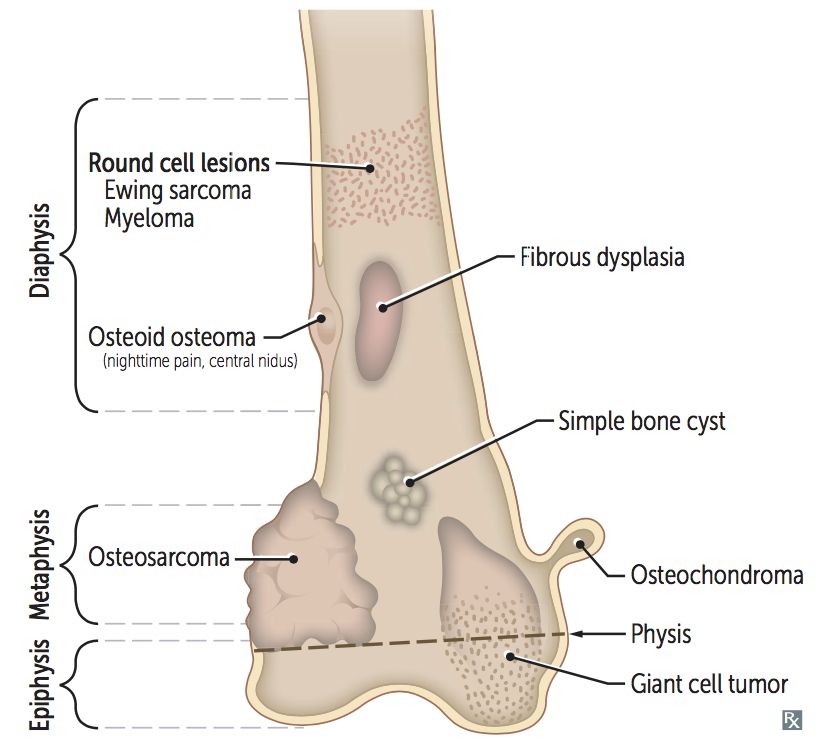 Diaphysis
Round cell lesions
Ewing sarcoma
Myeloma
Fibrous dysplasia
Osteoid osteoma
(nighttime pain, central nidus)
Simple bone cyst
Metaphysis
Osteosarcoma
Osteochondroma
Physis
Epiphysis
Giant cell tumor
Rx